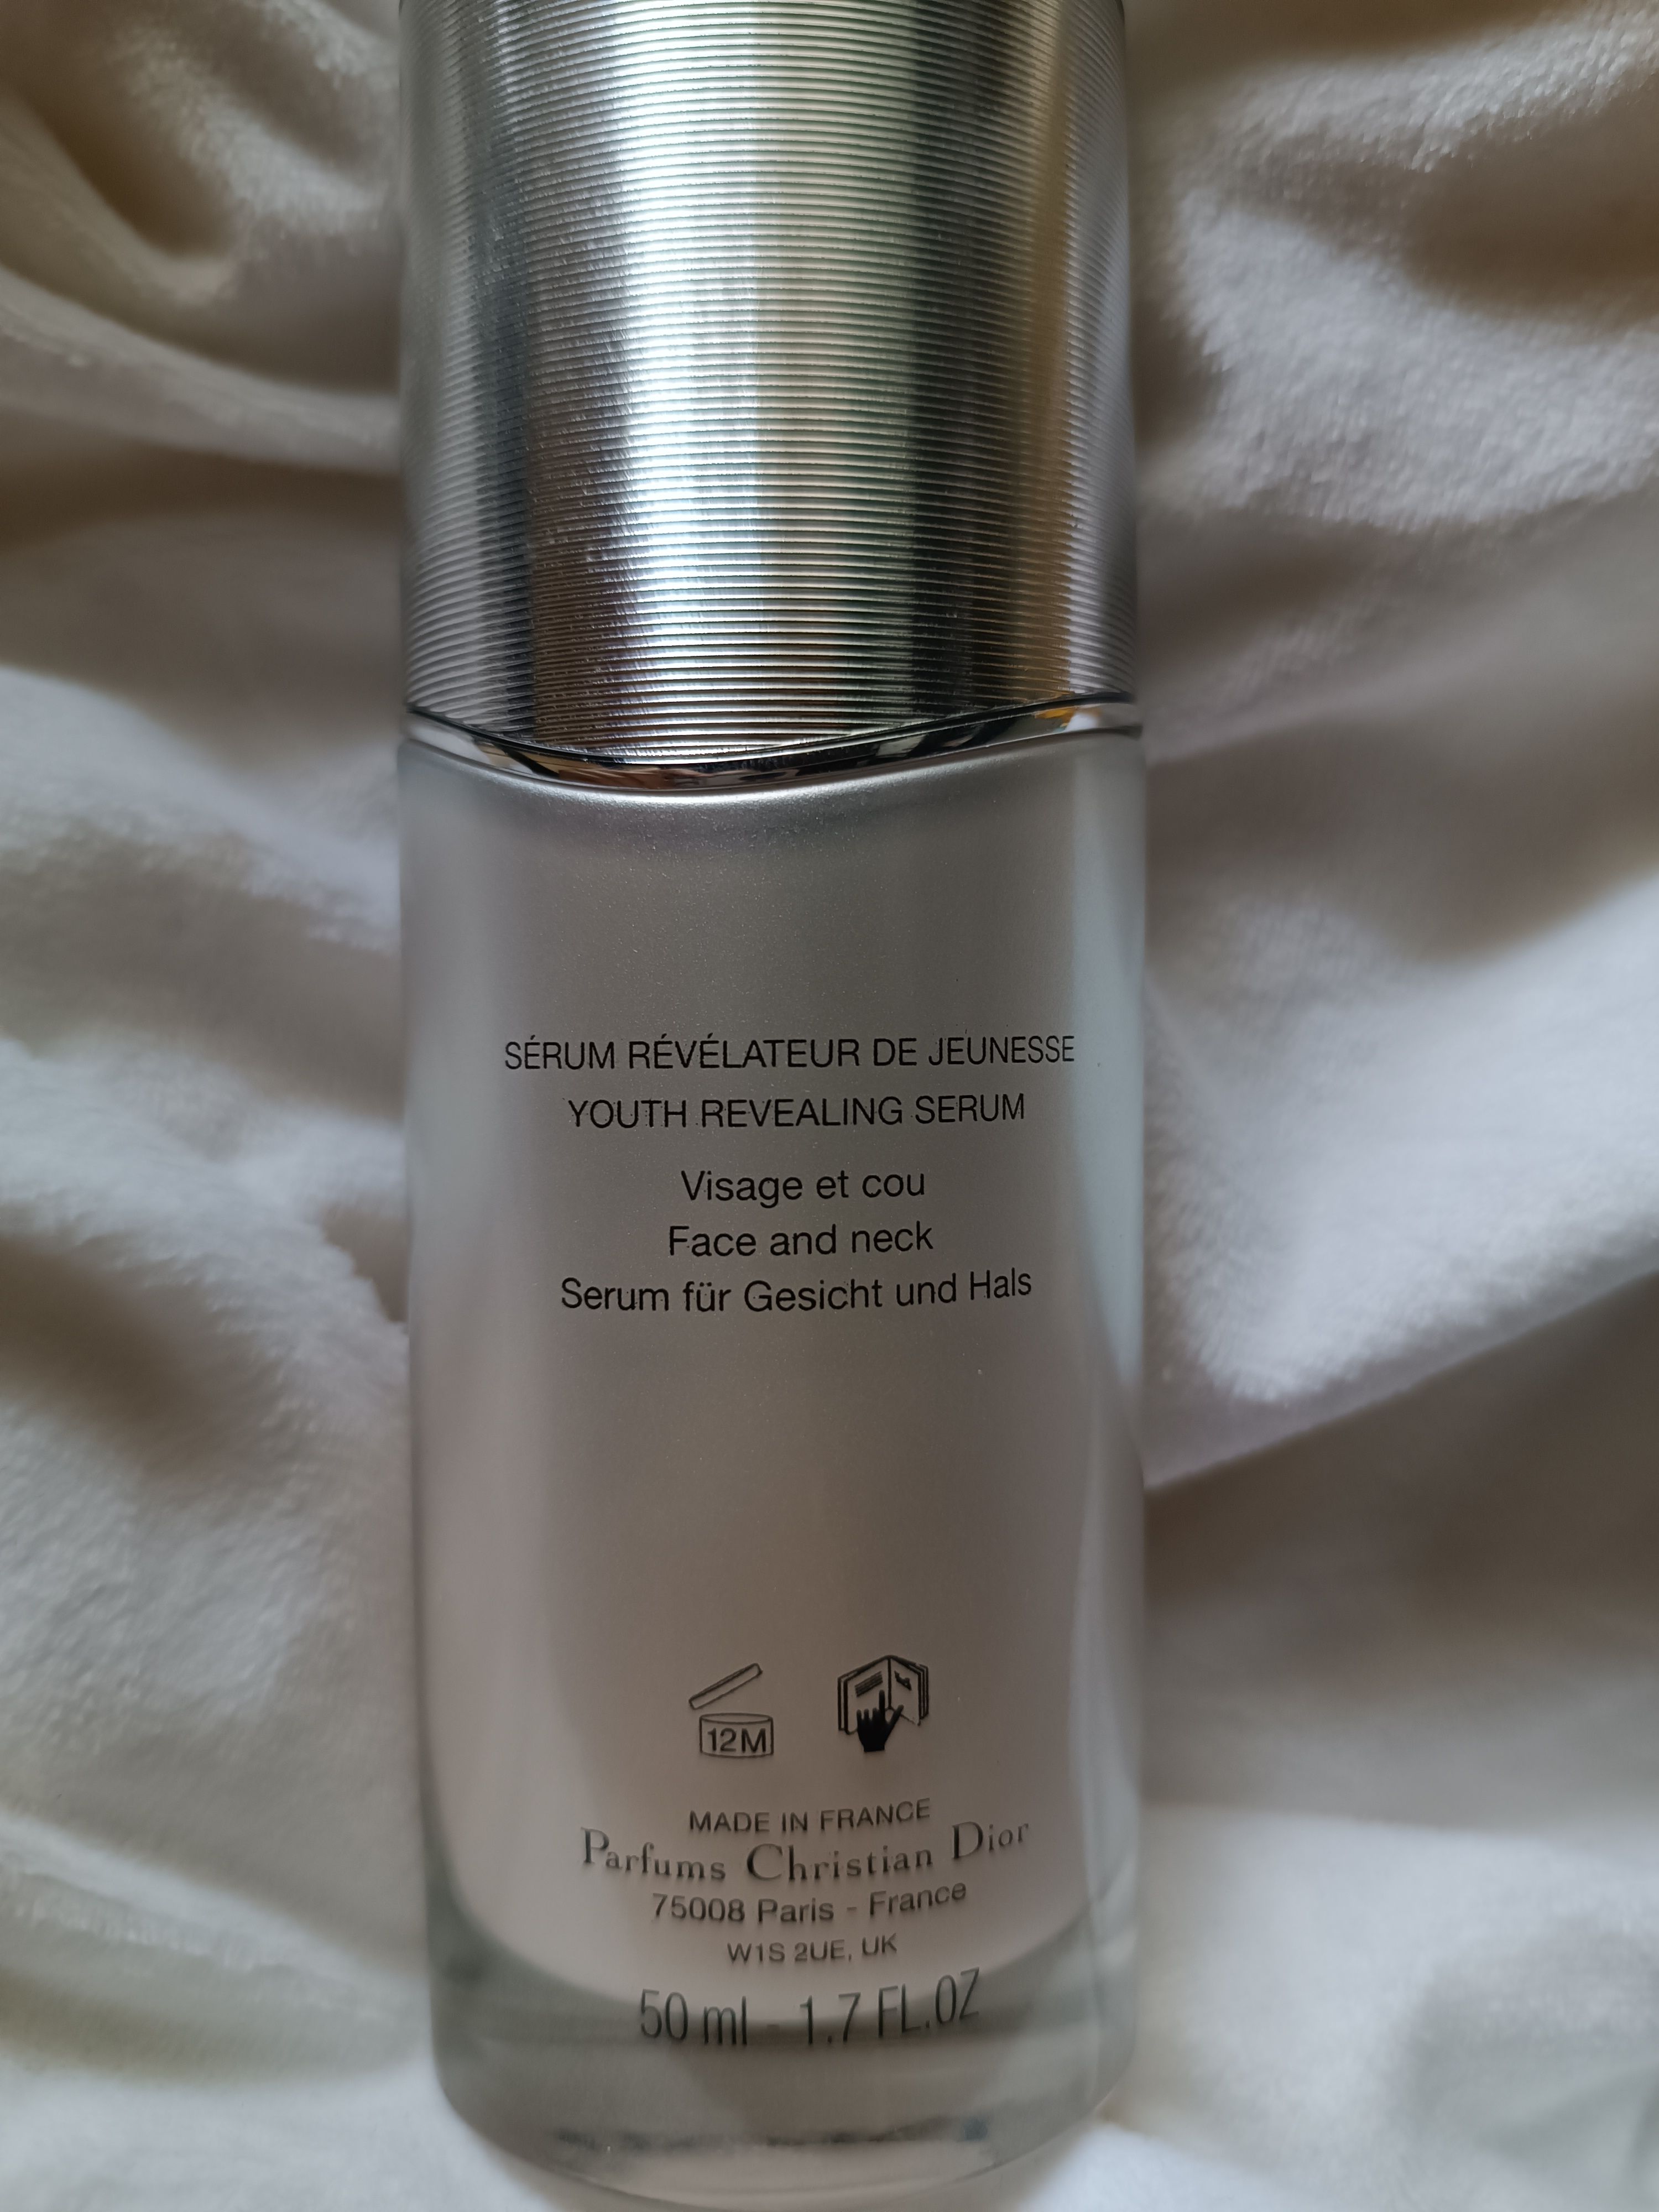 SÉRUM RÉVÉLATEUR DE JEUNESSE
YOUTH REVEALING SERUM
Visage et cou
Face and neck
Serum für Gesicht und Hals
12M
MADE IN FRANCE
Parfums Christian Dior
75008 Paris - France
W1S 2UE, UK
50 ml - 1.7 FL.OZ